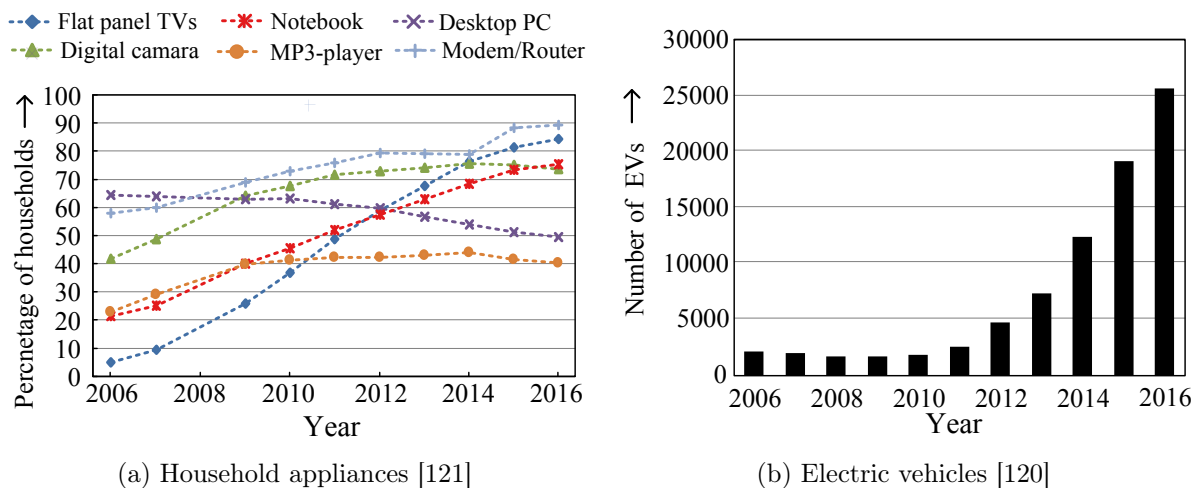 Flat panel TVs Notebook Desktop PC
Digital camara MP3-player Modem/Router
Percnetage of households
100
90
80
70
60
50
40
30
20
10
0
2006 2008 2010 2012 2014 2016
Year
(a) Household appliances [121]
Number of EVs
30000
25000
20000
15000
10000
5000
0
2006 2008 2010 2012 2014 2016
Year
(b) Electric vehicles [120]